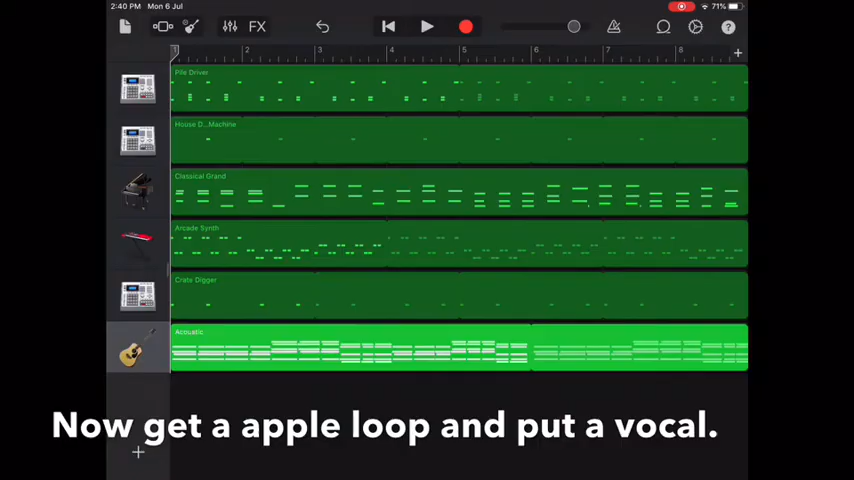 2:40 PM Mon 6 Jul
71%
FX
?
1 2 3 4 5 6 7 8 +
Pile Driver
House D...Machine
Classical Grand
Arcade Synth
Crate Digger
Acoustic
Now get a apple loop and put a vocal.
+